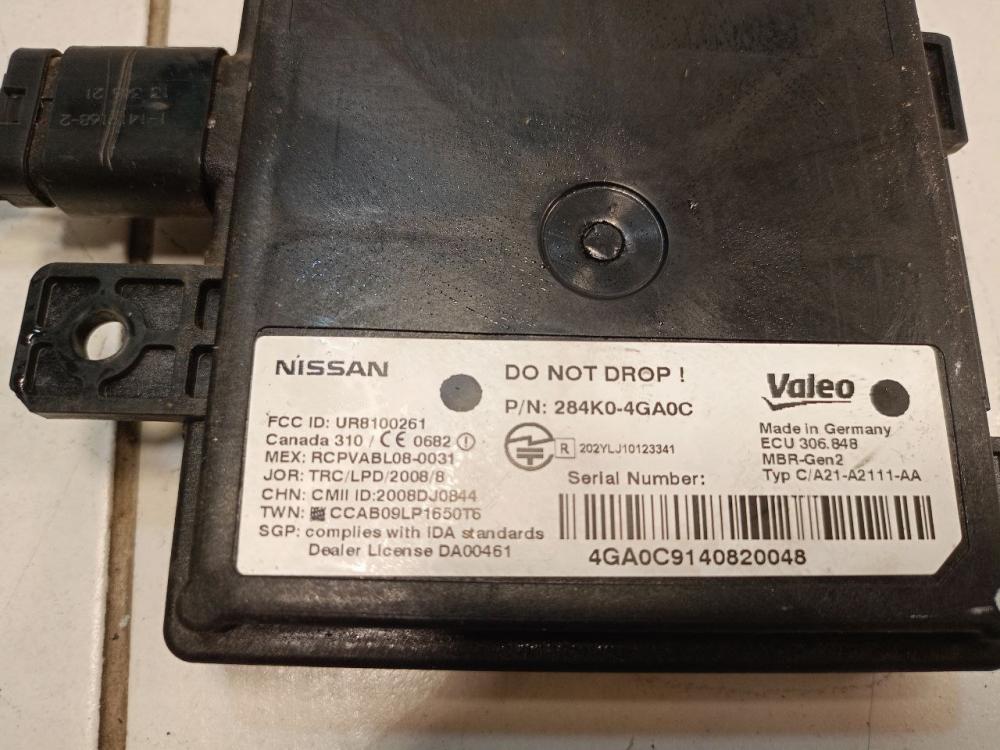 NISSAN
DO NOT DROP !
Valeo
P/N: 284K0-4GA0C
FCC ID: UR8100261
Canada 310 / CE 0682
MEX: RCPVABL08-0031
JOR: TRC/LPD/2008/8
CHN: CMII ID:2008DJ0844
TWN: CCAB09LP1650T6
SGP: complies with IDA standards
Dealer License DA00461
R 202YLJ10123341
Serial Number:
4GA0C9140820048
Made in Germany
ECU 306.848
MBR-Gen2
Typ C/A21-A2111-AA